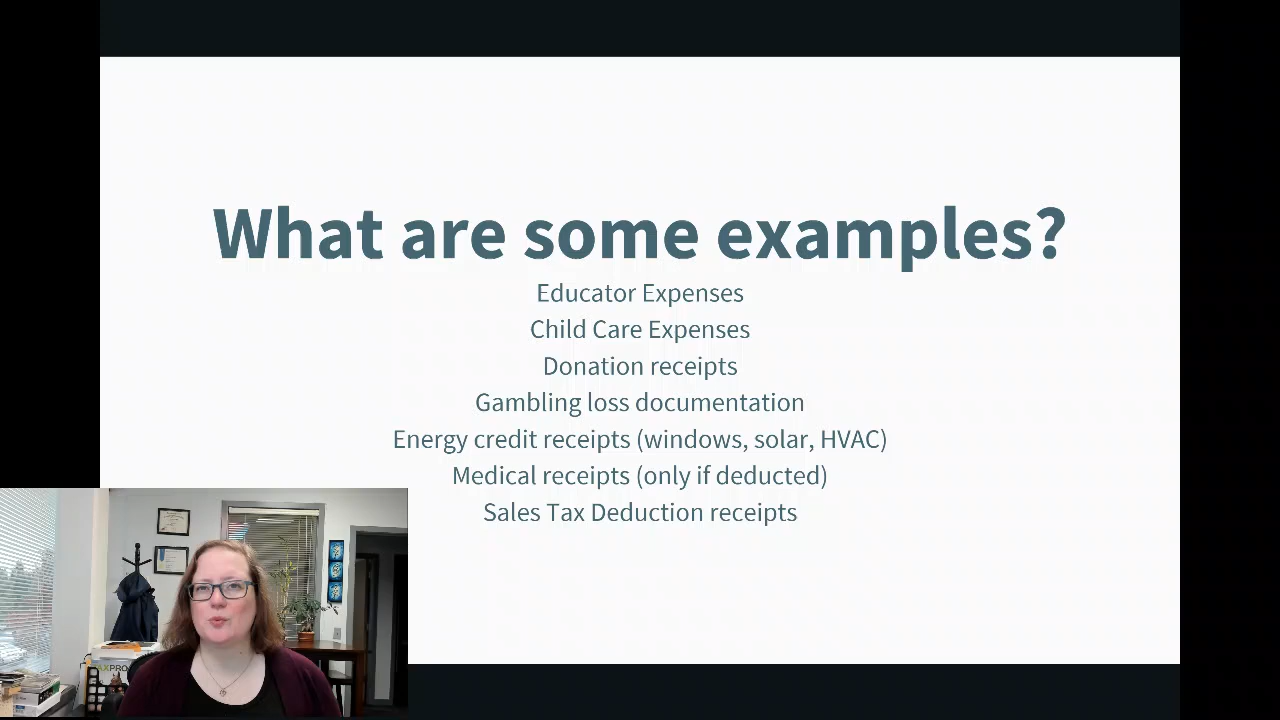 What are some examples?
Educator Expenses
Child Care Expenses
Donation receipts
Gambling loss documentation
Energy credit receipts (windows, solar, HVAC)
Medical receipts (only if deducted)
Sales Tax Deduction receipts